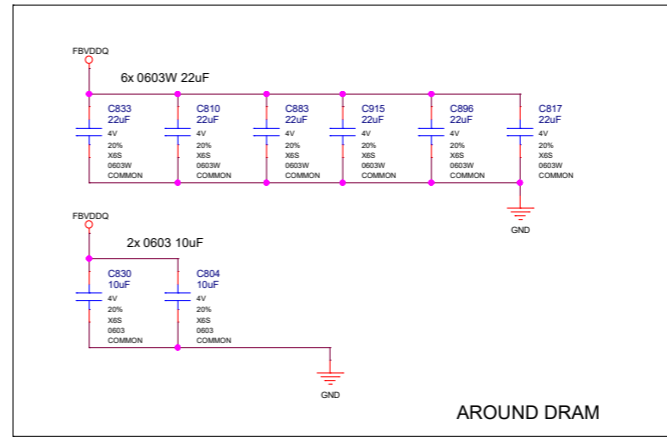 FBVDDQ
6x 0603W 22uF
C833
22uF
4V
20%
X6S
0603W
COMMON
C810
22uF
4V
20%
X6S
0603W
COMMON
C883
22uF
4V
20%
X6S
0603W
COMMON
C915
22uF
4V
20%
X6S
0603W
COMMON
C896
22uF
4V
20%
X6S
0603W
COMMON
C817
22uF
4V
20%
X6S
0603W
COMMON
GND
FBVDDQ
2x 0603 10uF
C830
10uF
4V
20%
X6S
0603
COMMON
C804
10uF
4V
20%
X6S
0603
COMMON
GND
AROUND DRAM